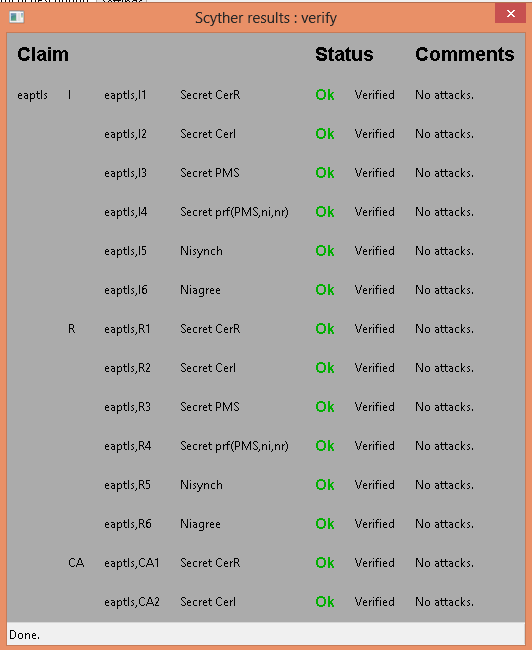 Scyther results : verify
Claim Status Comments
eaptls I eaptls,I1 Secret CerR Ok Verified No attacks.
eaptls,I2 Secret CerI Ok Verified No attacks.
eaptls,I3 Secret PMS Ok Verified No attacks.
eaptls,I4 Secret prf(PMS,ni,nr) Ok Verified No attacks.
eaptls,I5 Nisynch Ok Verified No attacks.
eaptls,I6 Niagree Ok Verified No attacks.
R eaptls,R1 Secret CerR Ok Verified No attacks.
eaptls,R2 Secret CerI Ok Verified No attacks.
eaptls,R3 Secret PMS Ok Verified No attacks.
eaptls,R4 Secret prf(PMS,ni,nr) Ok Verified No attacks.
eaptls,R5 Nisynch Ok Verified No attacks.
eaptls,R6 Niagree Ok Verified No attacks.
CA eaptls,CA1 Secret CerR Ok Verified No attacks.
eaptls,CA2 Secret CerI Ok Verified No attacks.
Done.